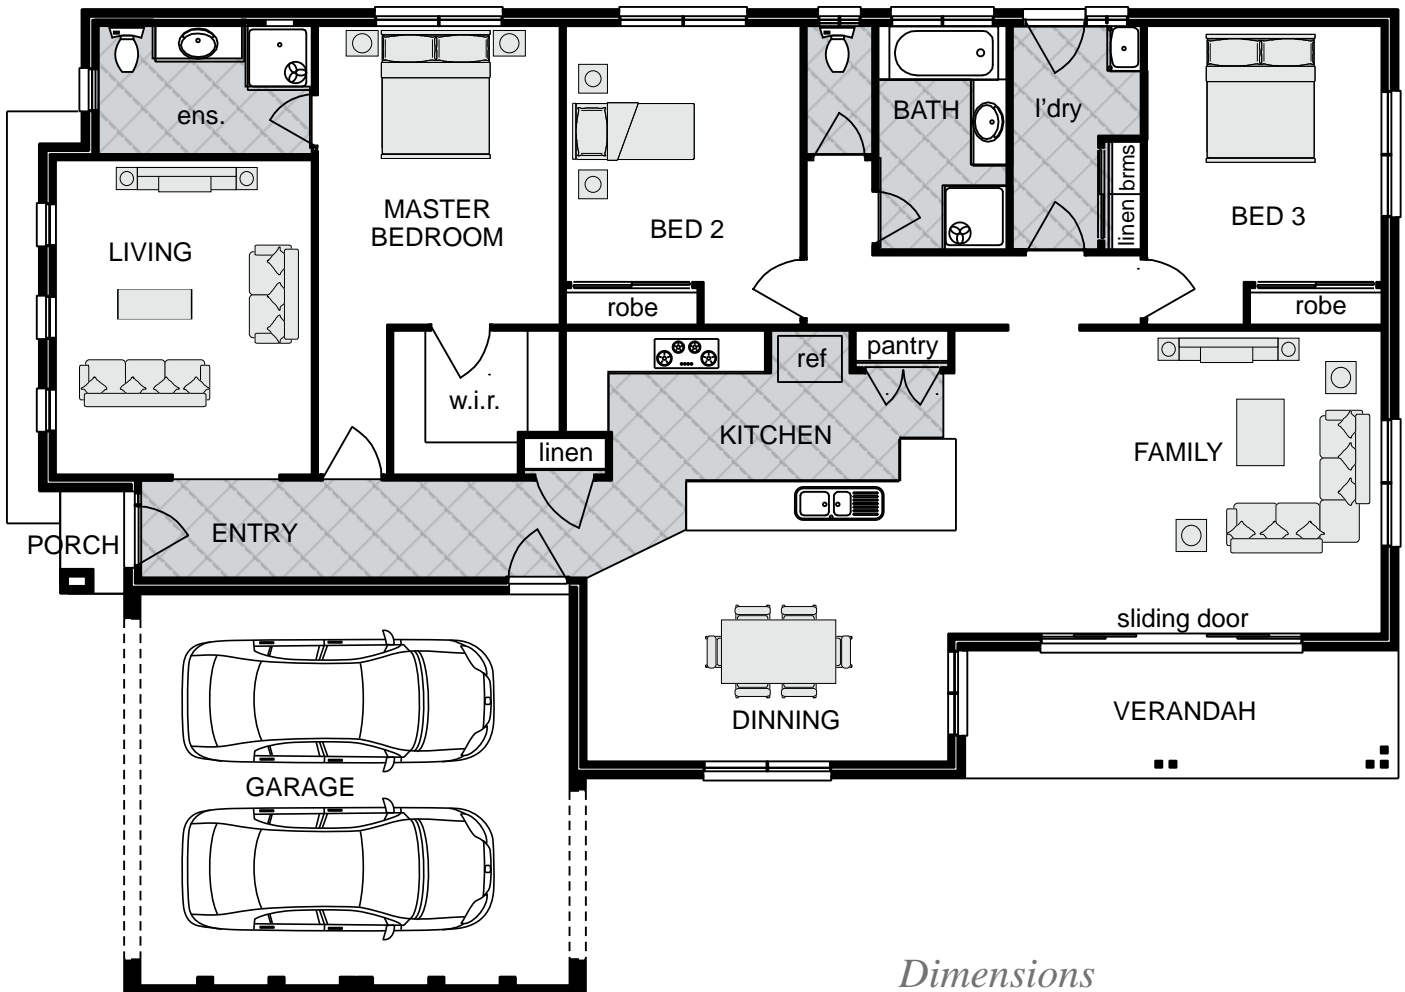 ens.
BATH
l'dry
brms
linen
MASTER
BEDROOM
BED 2
BED 3
LIVING
robe
robe
ref
pantry
w.i.r.
KITCHEN
linen
FAMILY
ENTRY
PORCH
sliding door
DINNING
VERANDAH
GARAGE
Dimensions